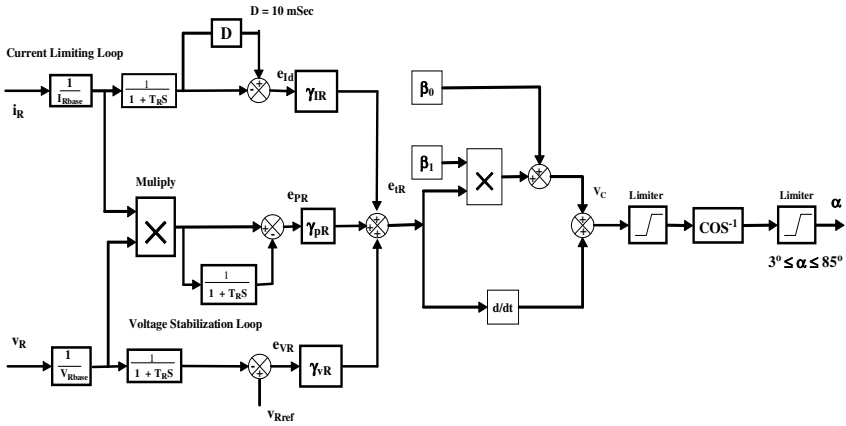 D = 10 mSec
D
Current Limiting Loop
i_R
1
I_Rbase
1
1 + T_RS
- +
e_Id
γ_IR
β_0
β_1
Muliply
×
e_PR
+
-
γ_pR
1
1 + T_RS
e_tR
+
+
+
×
+
+
v_C
+
+
d/dt
Limiter
COS⁻¹
Limiter
α
3° ≤ α ≤ 85°
Voltage Stabilization Loop
v_R
1
V_Rbase
1
1 + T_RS
-
+
e_VR
γ_vR
v_Rref